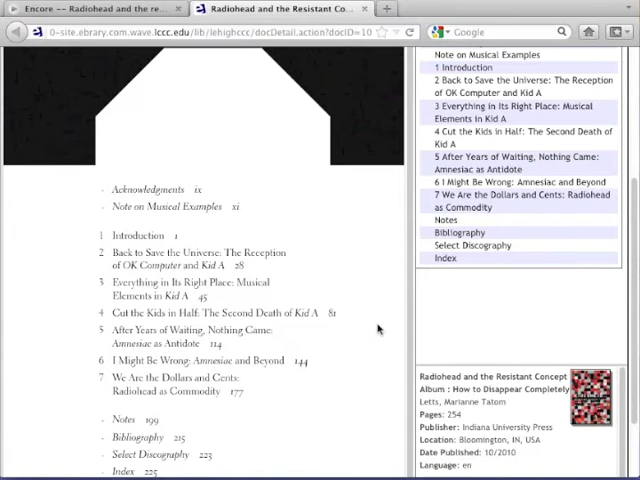 Encore -- Radiohead and the re...
Radiohead and the Resistant Co...
0-site.ebrary.com.wave.lccc.edu/lib/lehighccc/docDetail.action?docID=10
Google
Acknowledgments ix
Note on Musical Examples xi
1 Introduction 1
2 Back to Save the Universe: The Reception
of OK Computer and Kid A 28
3 Everything in Its Right Place: Musical
Elements in Kid A 45
4 Cut the Kids in Half: The Second Death of Kid A 81
5 After Years of Waiting, Nothing Came:
Amnesiac as Antidote 114
6 I Might Be Wrong: Amnesiac and Beyond 144
7 We Are the Dollars and Cents:
Radiohead as Commodity 177
Notes 199
Bibliography 215
Select Discography 223
Index 225
Note on Musical Examples
1 Introduction
2 Back to Save the Universe: The Reception
of OK Computer and Kid A
3 Everything in Its Right Place: Musical
Elements in Kid A
4 Cut the Kids in Half: The Second Death of
Kid A
5 After Years of Waiting, Nothing Came:
Amnesiac as Antidote
6 I Might Be Wrong: Amnesiac and Beyond
7 We Are the Dollars and Cents: Radiohead
as Commodity
Notes
Bibliography
Select Discography
Index
Radiohead and the Resistant Concept
Album : How to Disappear Completely
Letts, Marianne Tatom
Pages: 254
Publisher: Indiana University Press
Location: Bloomington, IN, USA
Date Published: 10/2010
Language: en